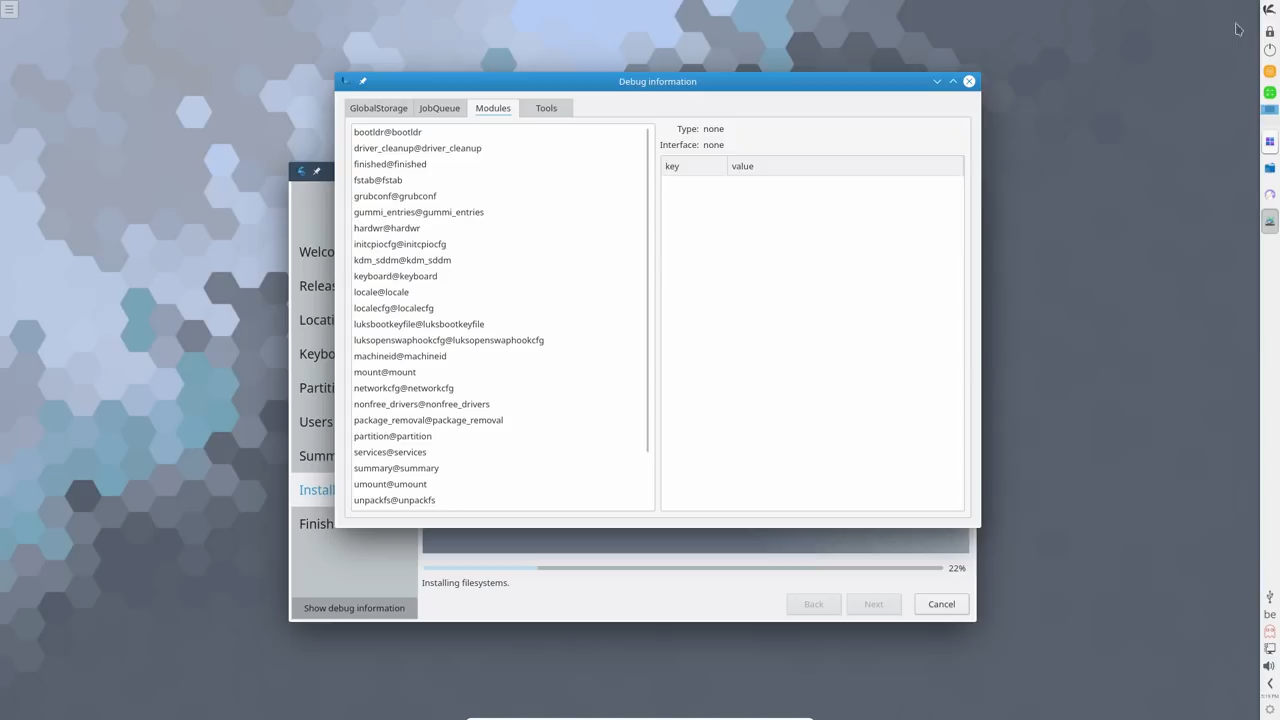 Debug information
GlobalStorage
JobQueue
Modules
Tools
bootldr@bootldr
driver_cleanup@driver_cleanup
finished@finished
fstab@fstab
grubconf@grubconf
gummi_entries@gummi_entries
hardwr@hardwr
initcpiocfg@initcpiocfg
kdm_sddm@kdm_sddm
keyboard@keyboard
locale@locale
localecfg@localecfg
luksbootkeyfile@luksbootkeyfile
luksopenswaphookcfg@luksopenswaphookcfg
machineid@machineid
mount@mount
networkcfg@networkcfg
nonfree_drivers@nonfree_drivers
package_removal@package_removal
partition@partition
services@services
summary@summary
umount@umount
unpackfs@unpackfs
Type: none
Interface: none
key value
Welco
Releas
Locati
Keybo
Partiti
Users
Summ
Install
Finish
Show debug information
22%
Installing filesystems.
Back
Next
Cancel
be